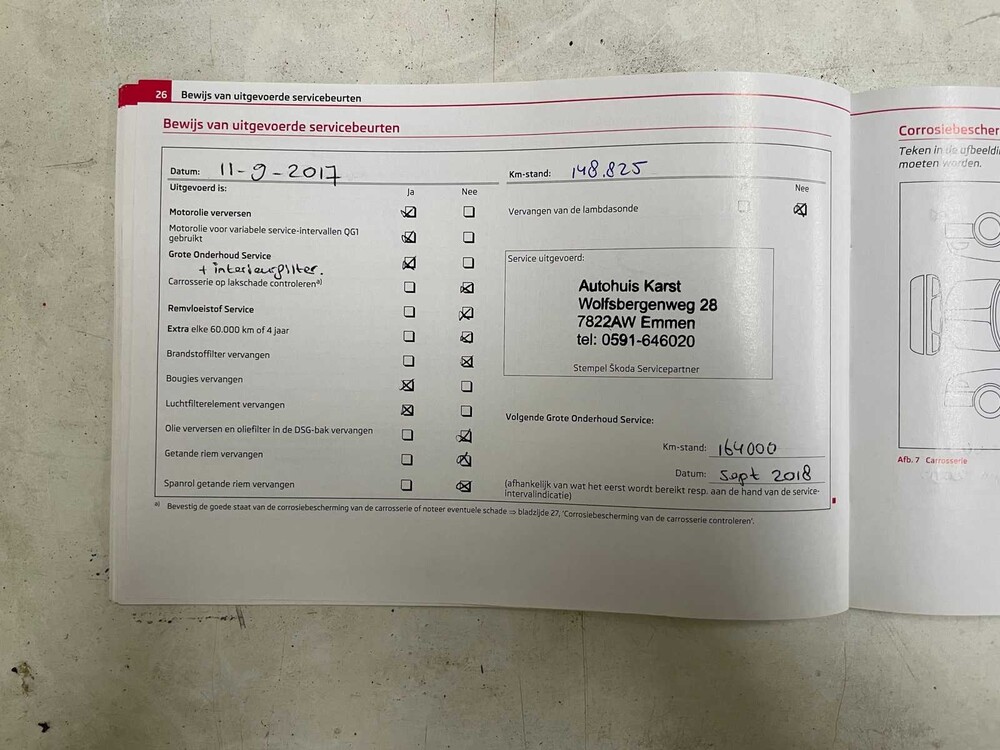 26 Bewijs van uitgevoerde servicebeurten
Bewijs van uitgevoerde servicebeurten
Datum: 11-9-2017
Uitgevoerd is:
Ja Nee
Motorolie verversen
Motorolie voor variabele service-intervallen QG1
gebruikt
Grote Onderhoud Service
+ interieurfilter.
Carrosserie op lakschade controleren a)
Remvloeistof Service
Extra elke 60.000 km of 4 jaar
Brandstoffilter vervangen
Bougies vervangen
Luchtfilterelement vervangen
Olie verversen en oliefilter in de DSG-bak vervangen
Getande riem vervangen
Spanrol getande riem vervangen
Km-stand: 148.825
Nee
Vervangen van de lambdasonde
Service uitgevoerd:
Autohuis Karst
Wolfsbergenweg 28
7822AW Emmen
tel: 0591-646020
Stempel Škoda Servicepartner
Volgende Grote Onderhoud Service:
Km-stand: 164000
Datum: Sept 2018
(afhankelijk van wat het eerst wordt bereikt resp. aan de hand van de service-
intervalindicatie)
a) Bevestig de goede staat van de corrosiebescherming van de carrosserie of noteer eventuele schade ⇒ bladzijde 27, 'Corrosiebescherming van de carrosserie controleren'.
Corrosiebescher
Teken in de afbeeldi
moeten worden.
Afb. 7 Carrosserie